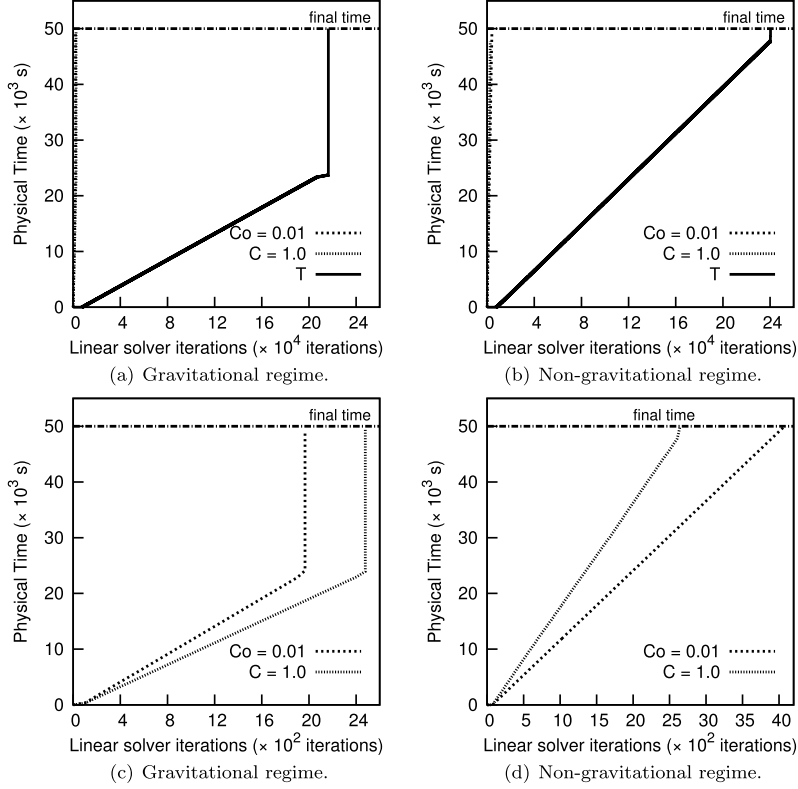 final time
50
40
30
20
10
0
Physical Time (× 10³ s)
Co = 0.01
C = 1.0
T
0 4 8 12 16 20 24
Linear solver iterations (× 10⁴ iterations)
(a) Gravitational regime.
final time
50
40
30
20
10
0
Physical Time (× 10³ s)
Co = 0.01
C = 1.0
T
0 4 8 12 16 20 24
Linear solver iterations (× 10⁴ iterations)
(b) Non-gravitational regime.
final time
50
40
30
20
10
0
Physical Time (× 10³ s)
Co = 0.01
C = 1.0
0 4 8 12 16 20 24
Linear solver iterations (× 10² iterations)
(c) Gravitational regime.
final time
50
40
30
20
10
0
Physical Time (× 10³ s)
Co = 0.01
C = 1.0
0 5 10 15 20 25 30 35 40
Linear solver iterations (× 10² iterations)
(d) Non-gravitational regime.